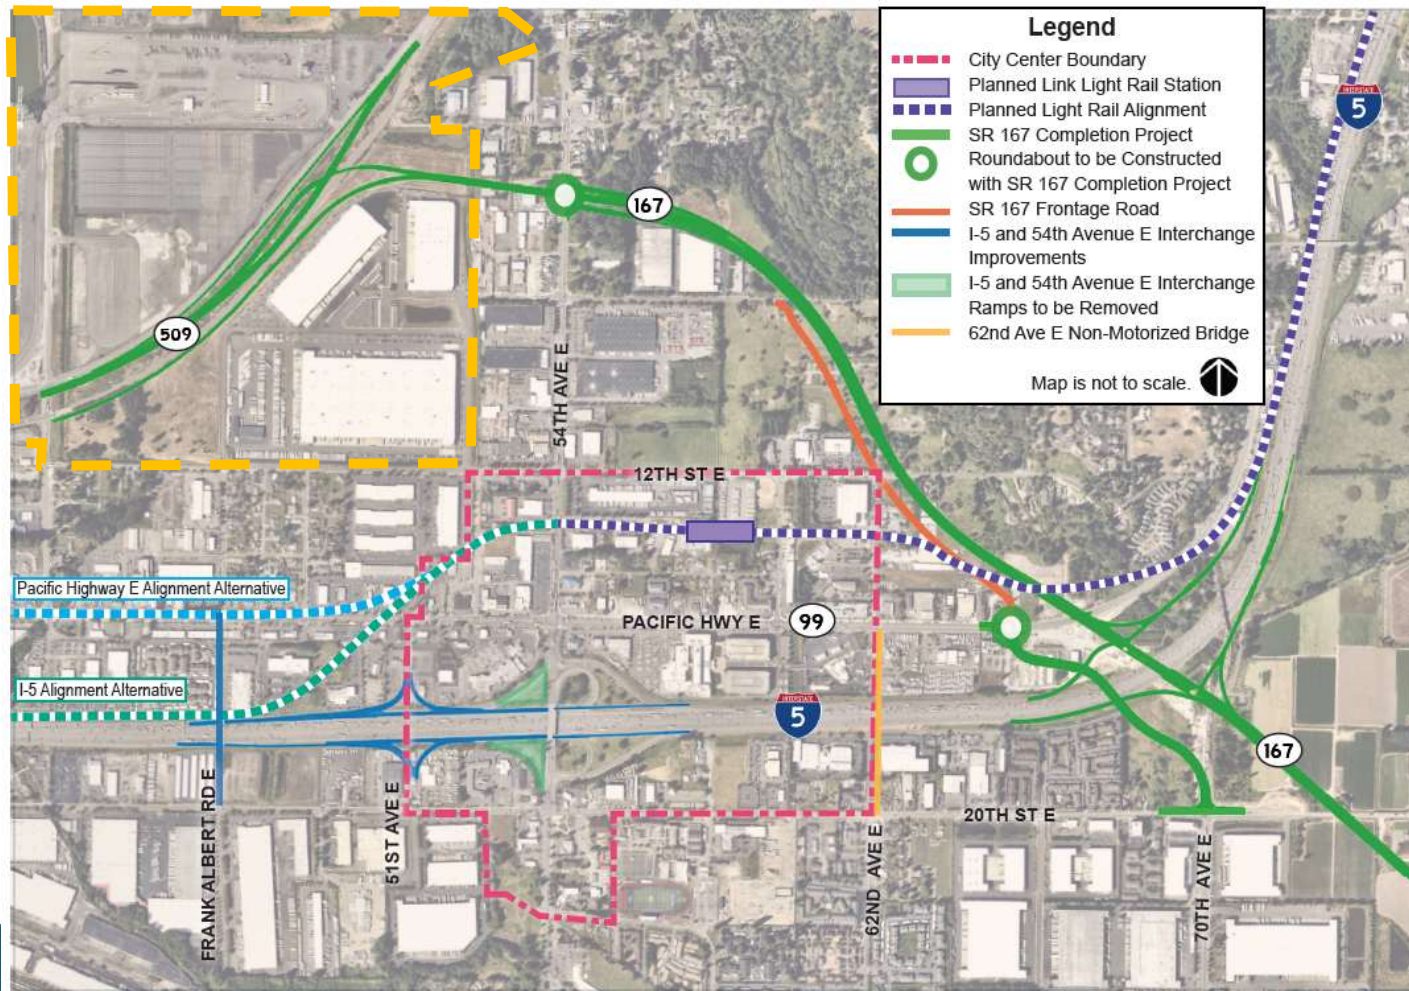 Legend
City Center Boundary
Planned Link Light Rail Station
Planned Light Rail Alignment
SR 167 Completion Project
Roundabout to be Constructed
with SR 167 Completion Project
SR 167 Frontage Road
I-5 and 54th Avenue E Interchange
Improvements
I-5 and 54th Avenue E Interchange
Ramps to be Removed
62nd Ave E Non-Motorized Bridge
Map is not to scale.
INTERSTATE
5
167
509
54TH AVE E
12TH ST E
Pacific Highway E Alignment Alternative
PACIFIC HWY E
99
I-5 Alignment Alternative
INTERSTATE
5
167
FRANK ALBERT RD E
51ST AVE E
20TH ST E
62ND AVE E
70TH AVE E